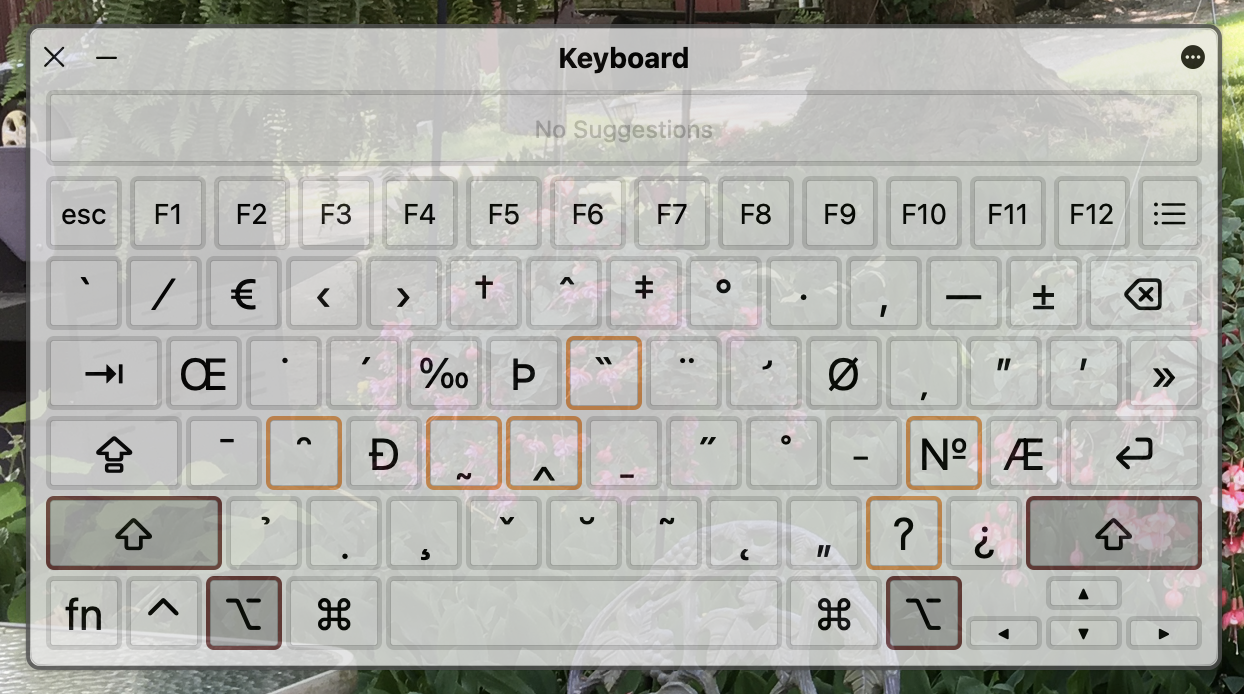 Keyboard
No Suggestions
esc F1 F2 F3 F4 F5 F6 F7 F8 F9 F10 F11 F12
` ⁄ € ‹ › † ˆ ‡ ° · ‚ — ±
Œ ˙ ´ ‰ Þ ̏ ¨ ̛ Ø ̦ ″ ′ »
¯ ̑ Ð ̰ ̭ ̱ ˝ ˚ – № Æ
̉ ̣ ¸ ˇ ˘ ˜ ˛ „ ? ¿
fn ^ ⌥ ⌘ ⌘ ⌥